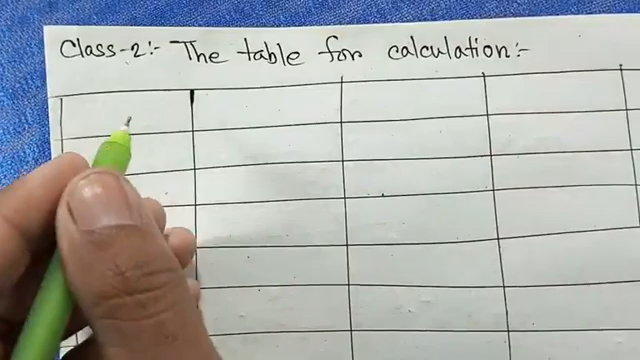 Class-2:- The table for calculation:-